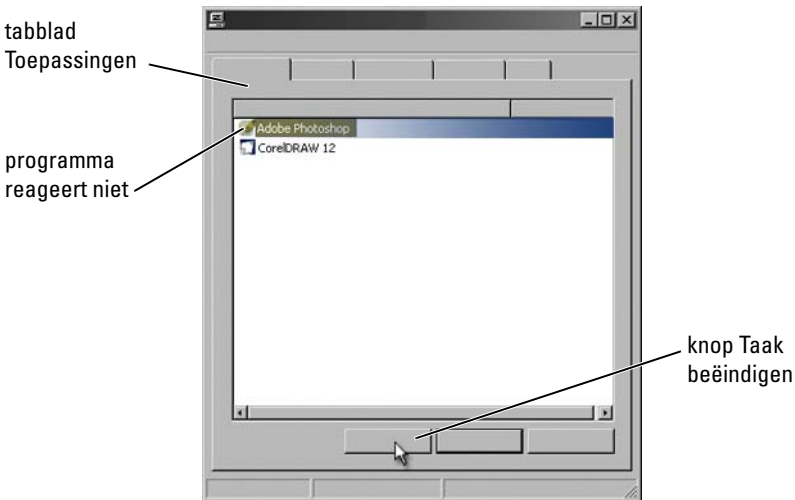 tabblad
Toepassingen
Adobe Photoshop
CorelDRAW 12
programma
reageert niet
knop Taak
beëindigen